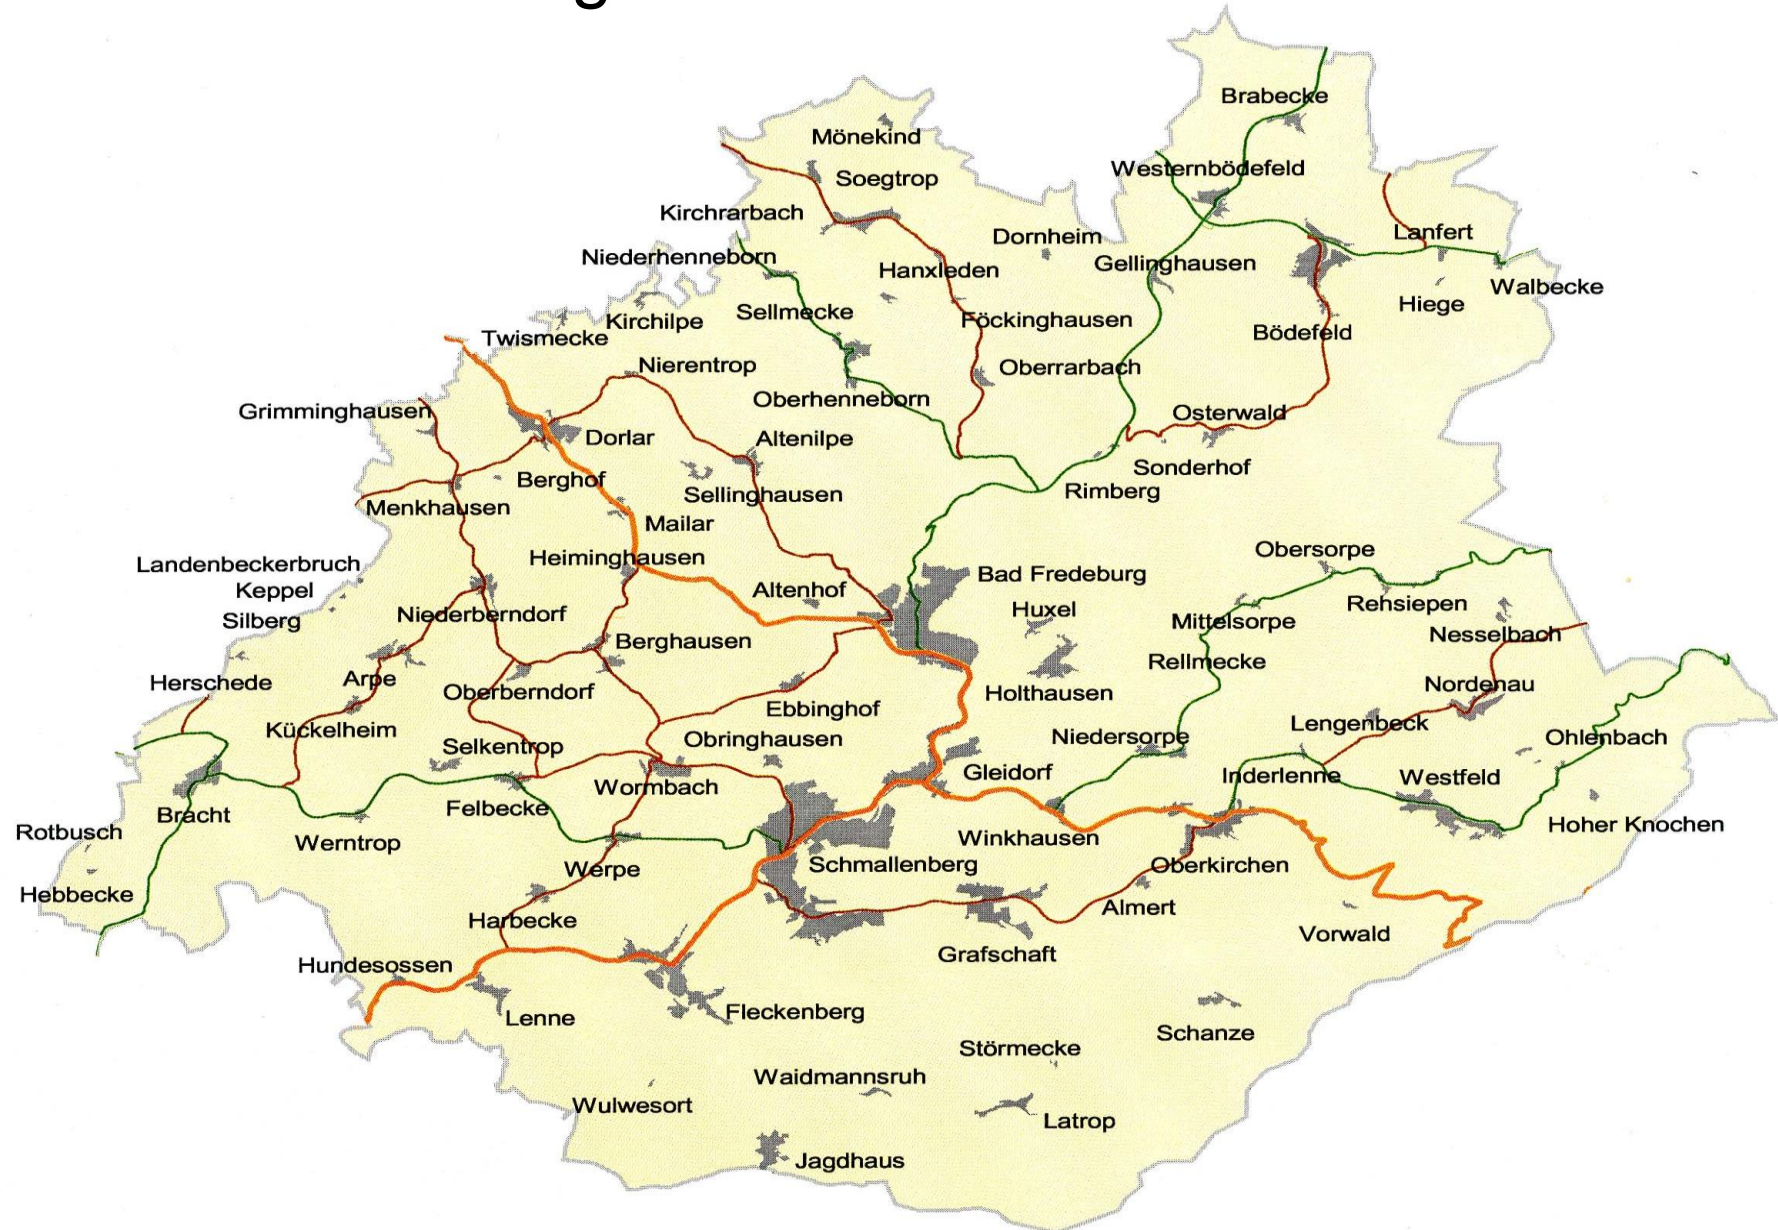 Brabecke
Mönekind
Westernbödefeld
Soegtrop
Kirchrarbach
Lanfert
Dornheim
Niederhenneborn
Gellinghausen
Hanxleden
Walbecke
Hiege
Sellmecke
Kirchilpe
Föckinghausen
Bödefeld
Twismecke
Nierentrop
Oberrarbach
Oberhenneborn
Grimminghausen
Osterwald
Dorlar
Altenilpe
Sonderhof
Berghof
Rimberg
Sellinghausen
Menkhausen
Mailar
Obersorpe
Heiminghausen
Landenbeckerbruch
Bad Fredeburg
Keppel
Altenhof
Rehsiepen
Huxel
Niederberndorf
Silberg
Mittelsorpe
Nesselbach
Berghausen
Rellmecke
Arpe
Herschede
Nordenau
Oberberndorf
Holthausen
Ebbinghof
Lengenbeck
Kückelheim
Niedersorpe
Ohlenbach
Obringhausen
Selkentrop
Gleidorf
Inderlenne
Westfeld
Wormbach
Felbecke
Bracht
Hoher Knochen
Rotbusch
Winkhausen
Werntrop
Schmallenberg
Oberkirchen
Werpe
Hebbecke
Almert
Harbecke
Vorwald
Grafschaft
Hundesossen
Fleckenberg
Lenne
Schanze
Störmecke
Waidmannsruh
Wulwesort
Latrop
Jagdhaus